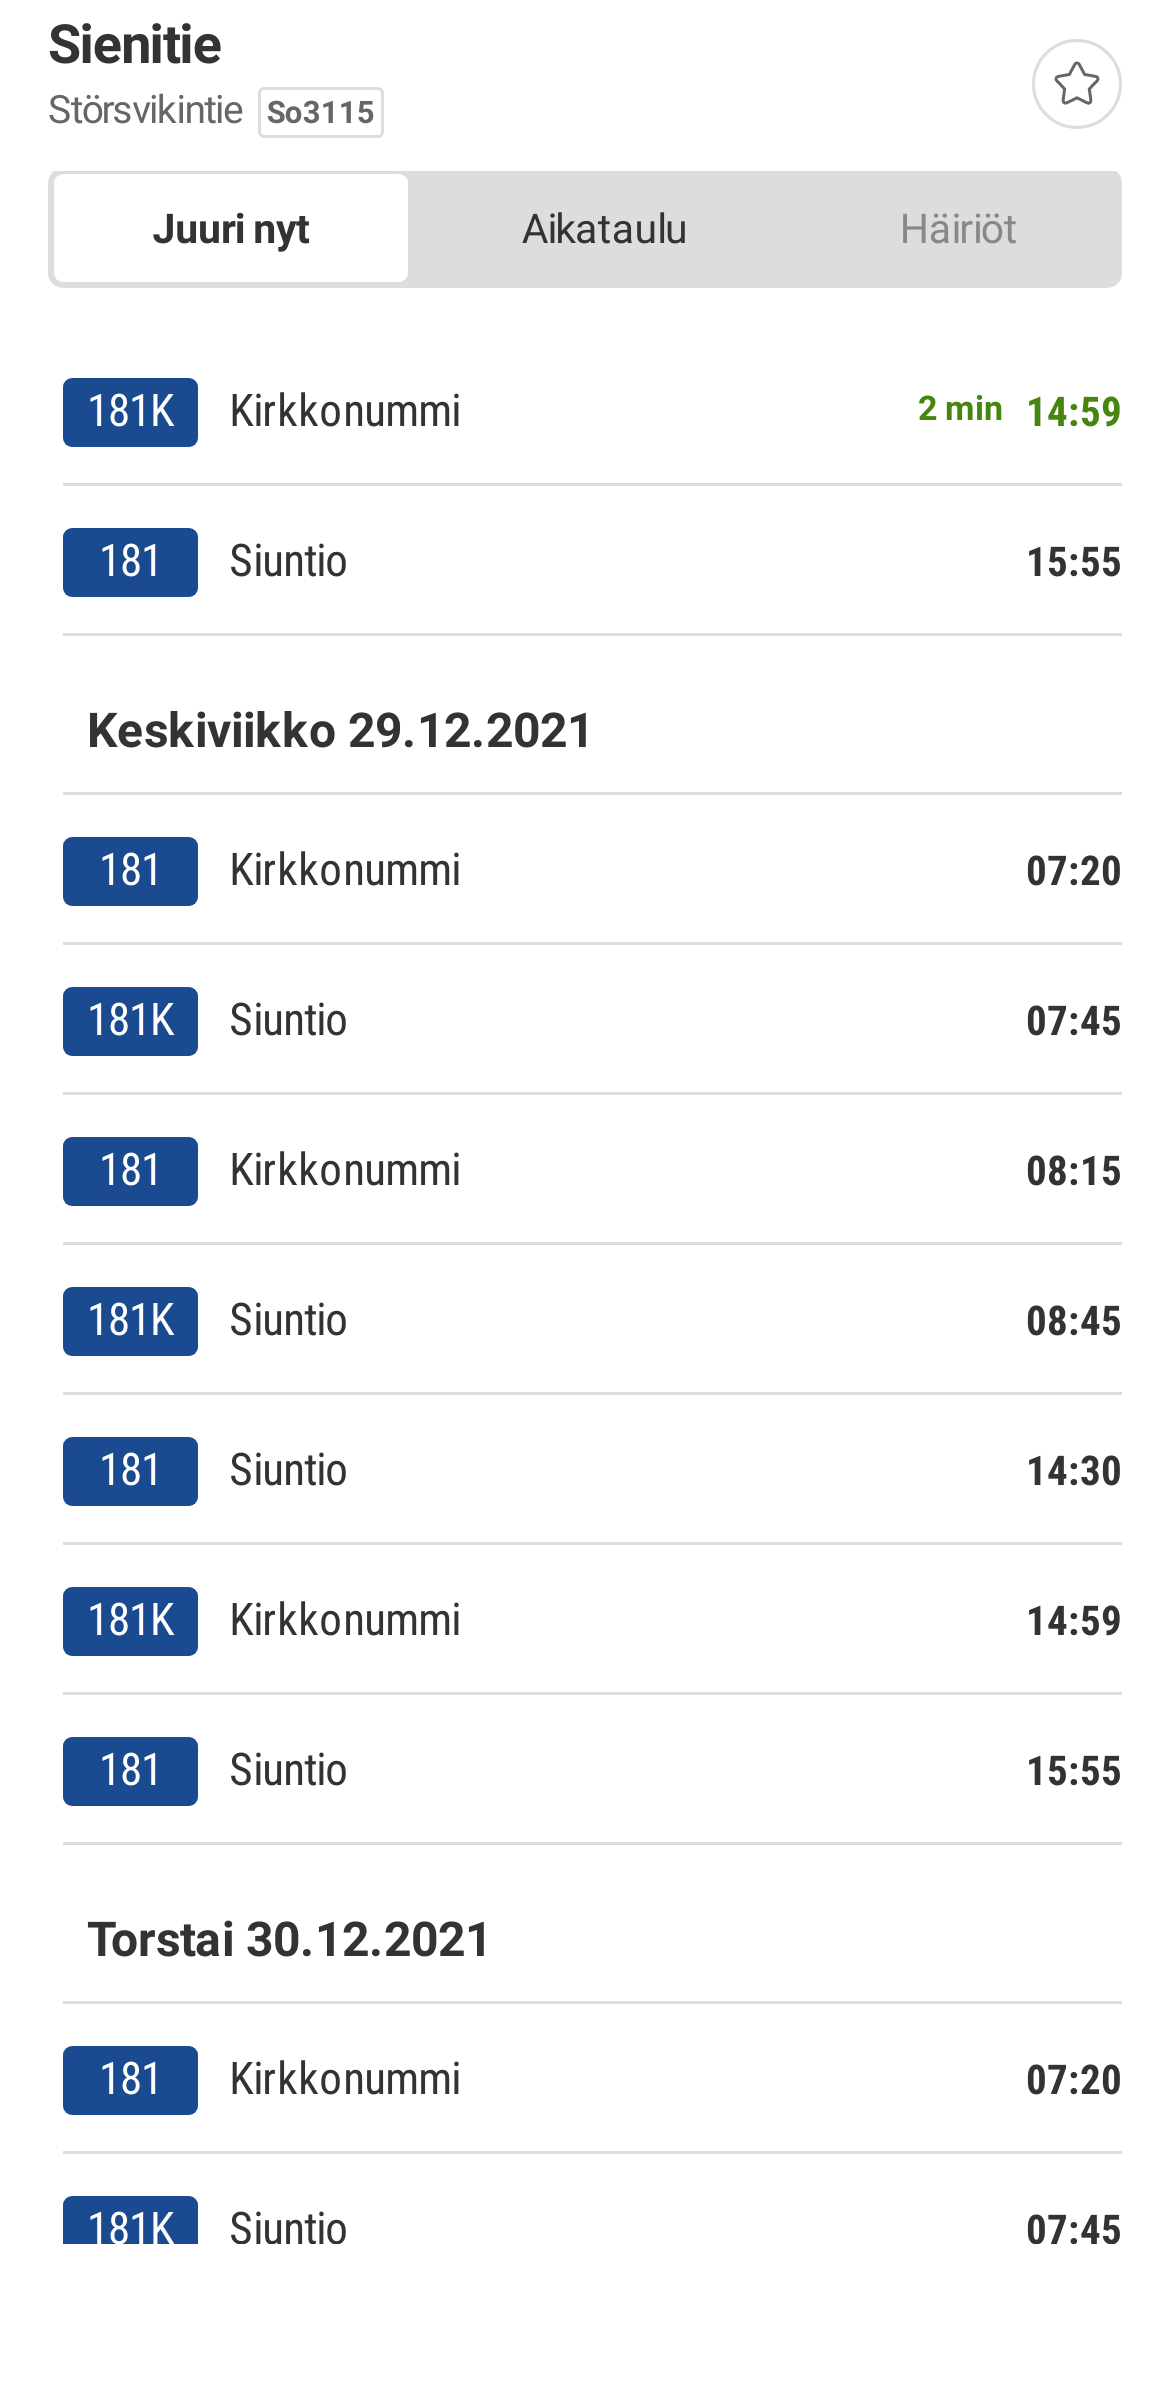 Sienitie
Störsvikintie So3115
Juuri nyt Aikataulu Häiriöt
181K Kirkkonummi 2 min 14:59
181 Siuntio 15:55
Keskiviikko 29.12.2021
181 Kirkkonummi 07:20
181K Siuntio 07:45
181 Kirkkonummi 08:15
181K Siuntio 08:45
181 Siuntio 14:30
181K Kirkkonummi 14:59
181 Siuntio 15:55
Torstai 30.12.2021
181 Kirkkonummi 07:20
181K Siuntio 07:45